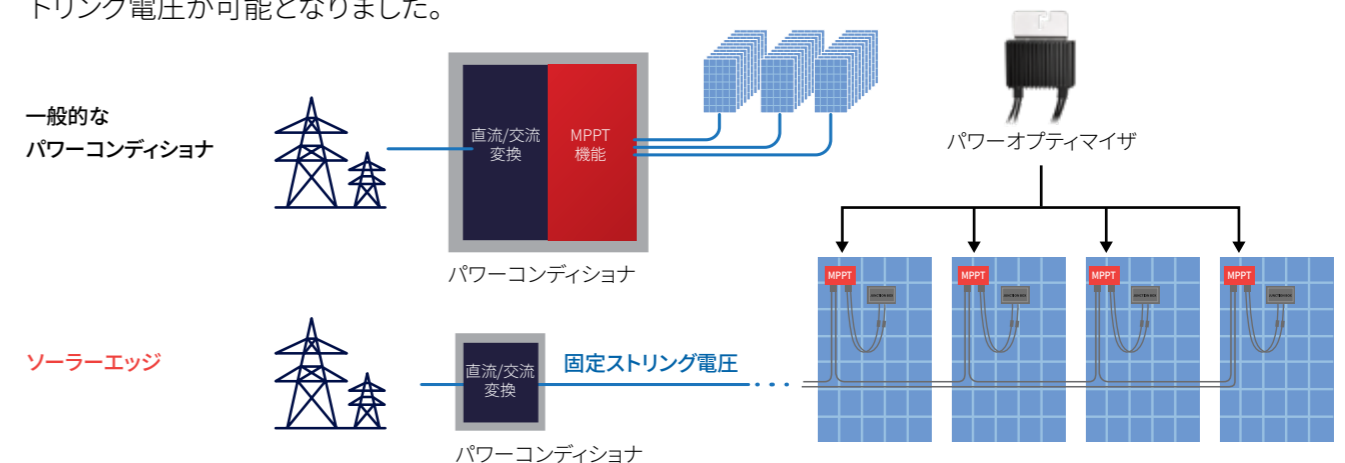 トリング電圧が可能となりました。
一般的な
パワーコンディショナ
直流/交流
変換
MPPT
機能
パワーコンディショナ
パワーオプティマイザ
MPPT
MPPT
MPPT
MPPT
ソーラーエッジ
直流/交流
変換
固定ストリング電圧
パワーコンディショナ